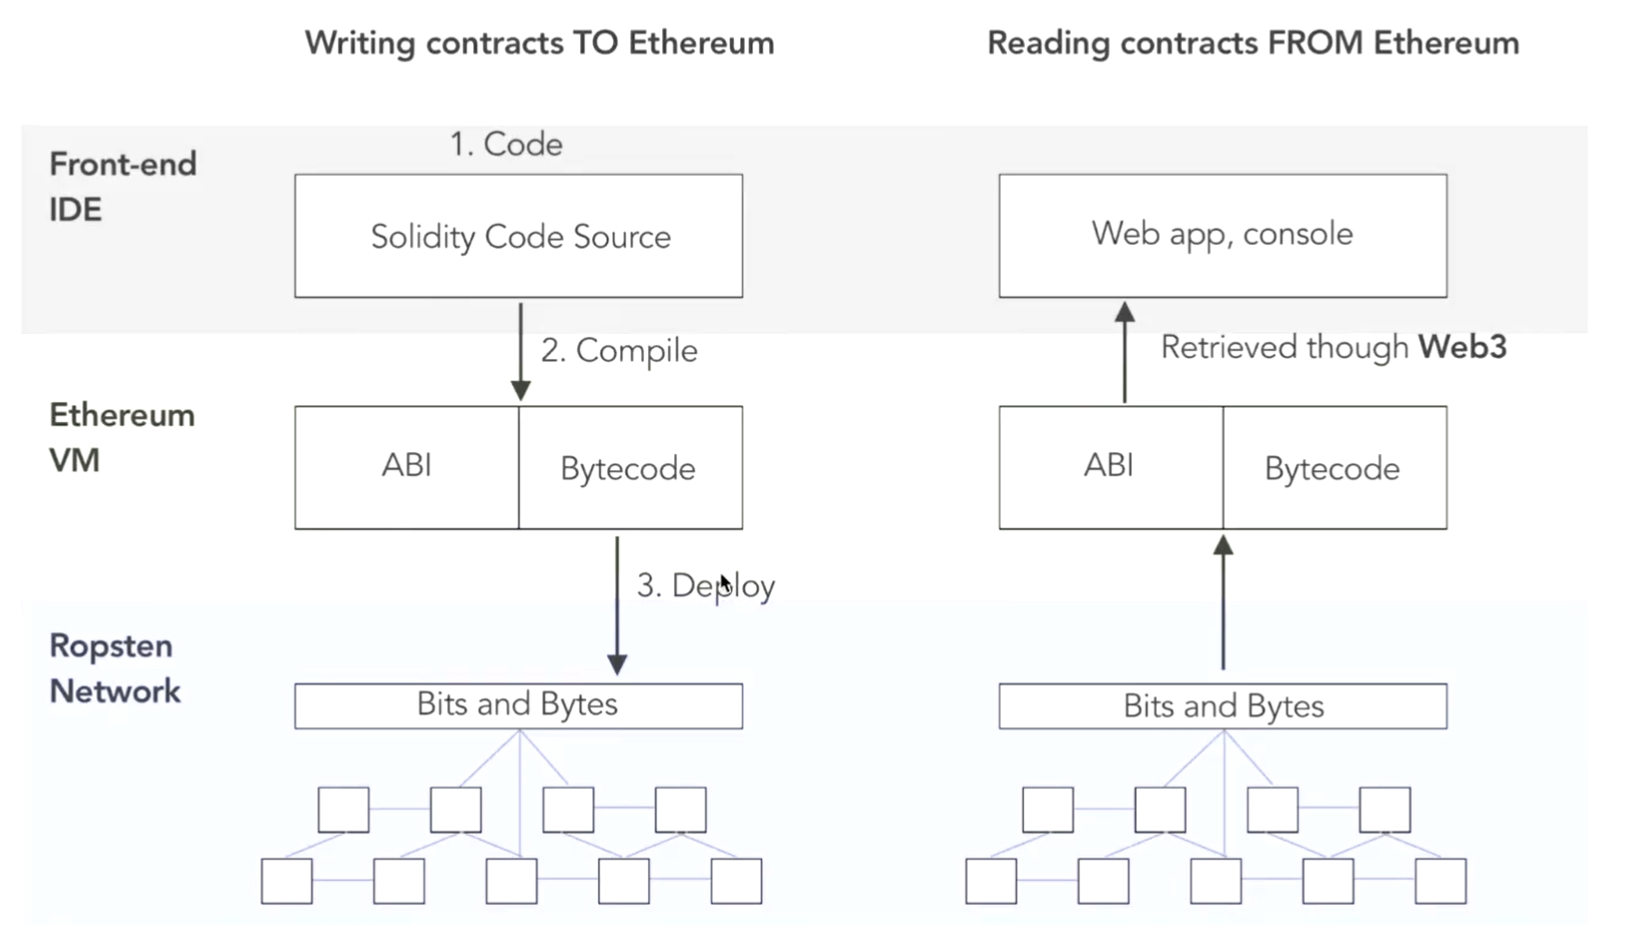 Writing contracts TO Ethereum
Reading contracts FROM Ethereum
Front-end
IDE
1. Code
Solidity Code Source
Web app, console
2. Compile
Retrieved though Web3
Ethereum
VM
ABI
Bytecode
ABI
Bytecode
3. Deploy
Ropsten
Network
Bits and Bytes
Bits and Bytes